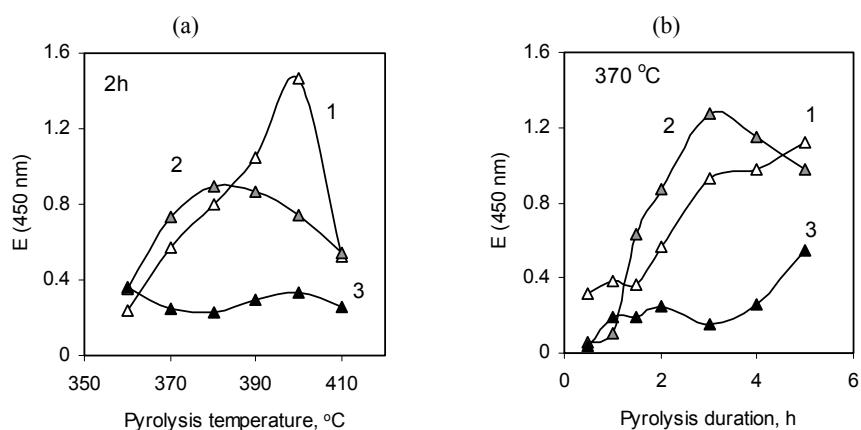 (a)
1.6
1.2
0.8
0.4
0
E (450 nm)
2h
1
2
3
350 370 390 410
Pyrolysis temperature, °C
(b)
1.6
1.2
0.8
0.4
0
E (450 nm)
370 °C
2
1
3
0 2 4 6
Pyrolysis duration, h